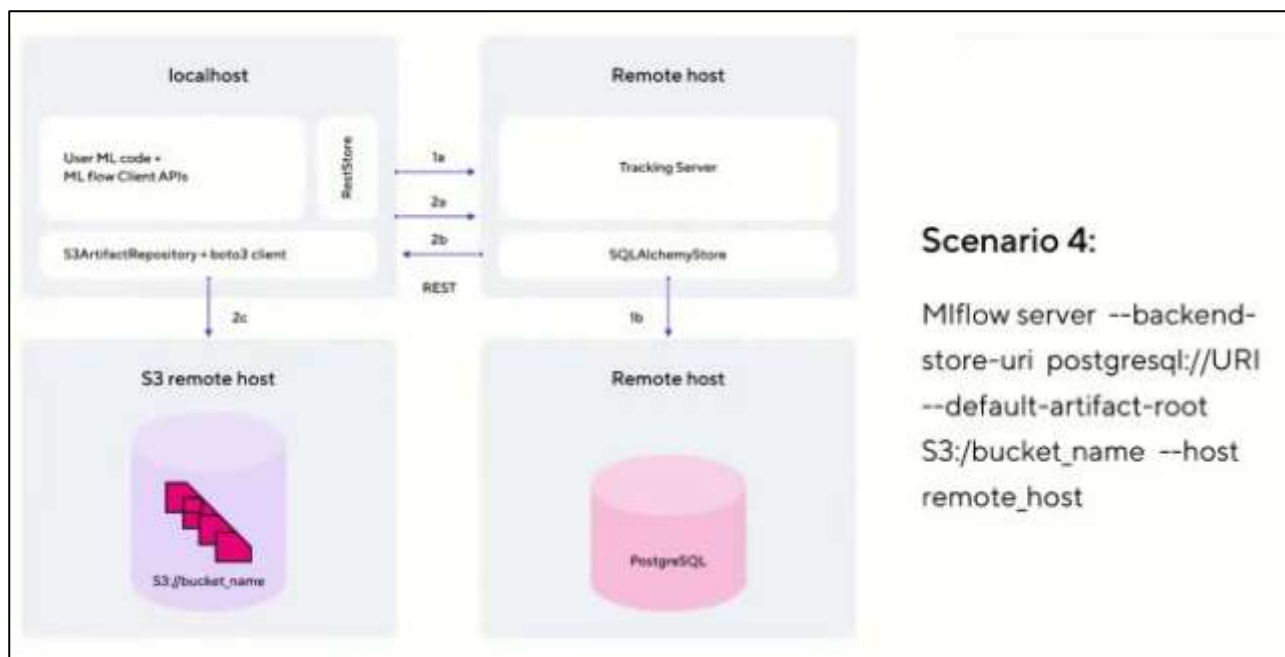 localhost
Remote host
User ML code +
ML flow Client APIs
RestStore
1a
Tracking Server
2a
S3ArtifactRepository + boto3 client
2b
SQLAlchemyStore
REST
2c
1b
S3 remote host
Remote host
S3://bucket_name
PostgreSQL
Scenario 4:
Mlflow server --backend-
store-uri postgresql://URI
--default-artifact-root
S3:/bucket_name --host
remote_host